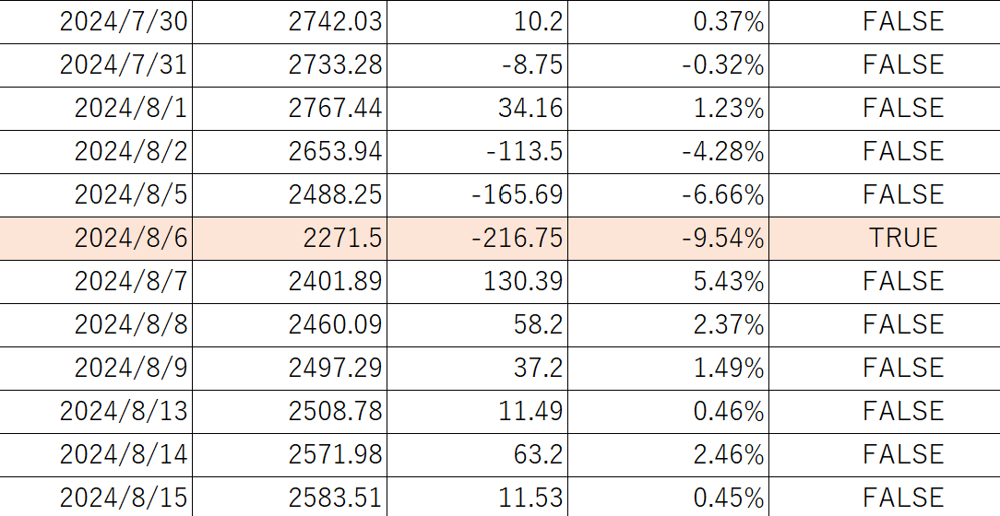 2024/7/30 2742.03 10.2 0.37% FALSE
2024/7/31 2733.28 -8.75 -0.32% FALSE
2024/8/1 2767.44 34.16 1.23% FALSE
2024/8/2 2653.94 -113.5 -4.28% FALSE
2024/8/5 2488.25 -165.69 -6.66% FALSE
2024/8/6 2271.5 -216.75 -9.54% TRUE
2024/8/7 2401.89 130.39 5.43% FALSE
2024/8/8 2460.09 58.2 2.37% FALSE
2024/8/9 2497.29 37.2 1.49% FALSE
2024/8/13 2508.78 11.49 0.46% FALSE
2024/8/14 2571.98 63.2 2.46% FALSE
2024/8/15 2583.51 11.53 0.45% FALSE